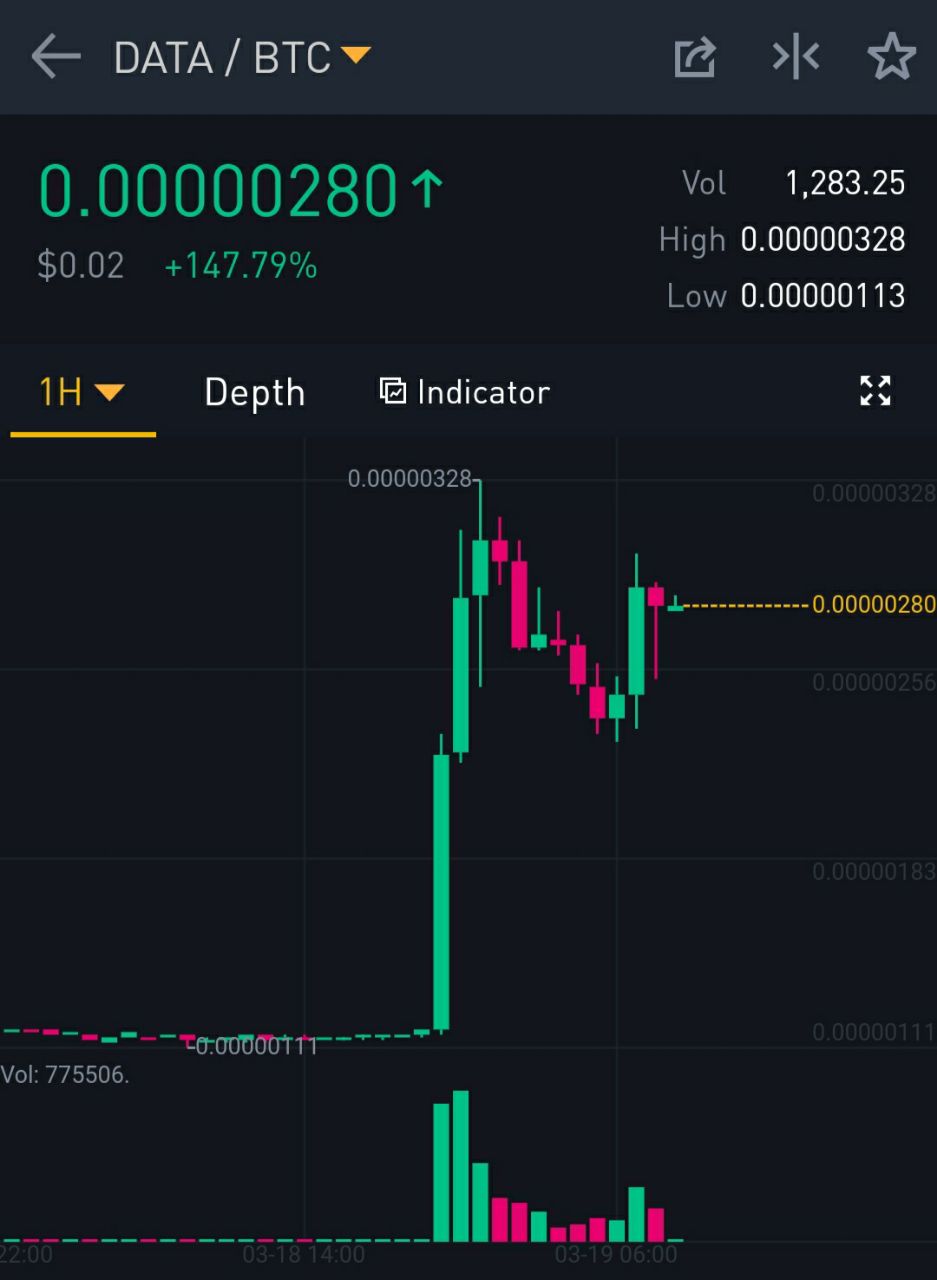 DATA / BTC
0.00000280
$0.02 +147.79%
Vol 1,283.25
High 0.00000328
Low 0.00000113
1H Depth Indicator
0.00000328
0.00000328
0.00000280
0.00000256
0.00000183
0.00000111
0.00000111
Vol: 775506.
22:00 03-18 14:00 03-19 06:00